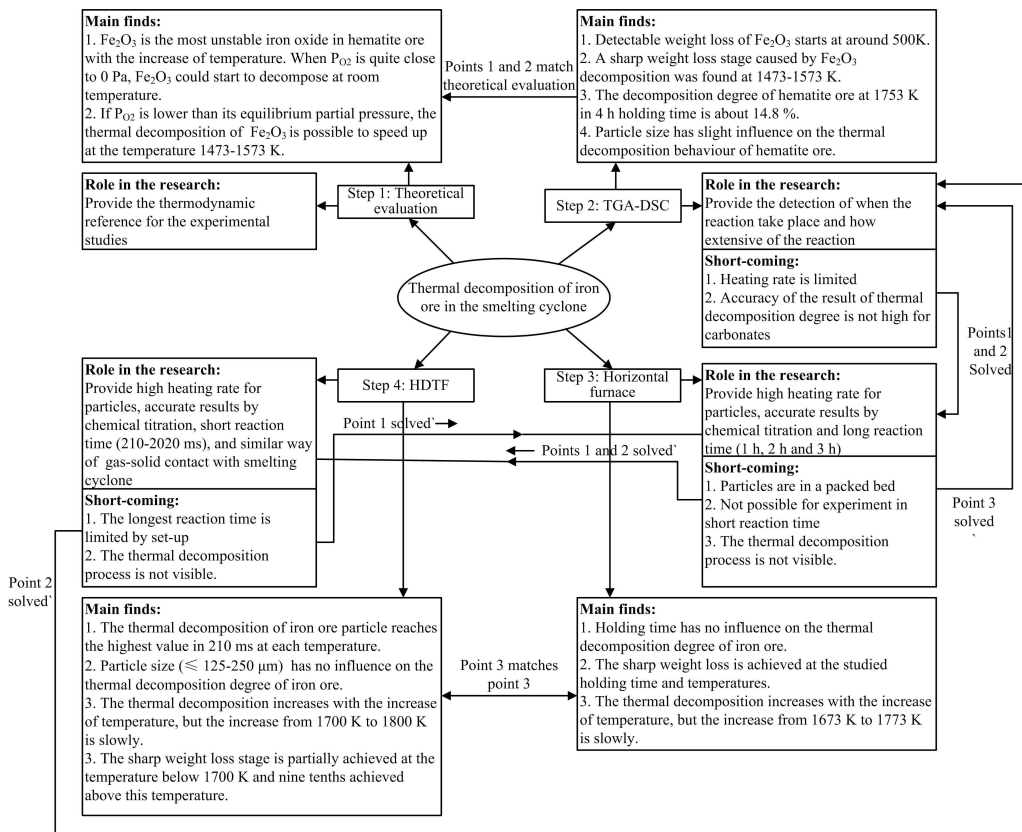 Main finds:
1. Fe₂O₃ is the most unstable iron oxide in hematite ore
with the increase of temperature. When P_O2 is quite close
to 0 Pa, Fe₂O₃ could start to decompose at room
temperature.
2. If P_O2 is lower than its equilibrium partial pressure, the
thermal decomposition of Fe₂O₃ is possible to speed up
at the temperature 1473-1573 K.
Points 1 and 2 match
theoretical evaluation
Main finds:
1. Detectable weight loss of Fe₂O₃ starts at around 500K.
2. A sharp weight loss stage caused by Fe₂O₃
decomposition was found at 1473-1573 K.
3. The decomposition degree of hematite ore at 1753 K
in 4 h holding time is about 14.8 %.
4. Particle size has slight influence on the thermal
decomposition behaviour of hematite ore.
Role in the research:
Provide the thermodynamic
reference for the experimental
studies
Step 1: Theoretical
evaluation
Step 2: TGA-DSC
Role in the research:
Provide the detection of when the
reaction take place and how
extensive of the reaction
Short-coming:
1. Heating rate is limited
2. Accuracy of the result of thermal
decomposition degree is not high for
carbonates
Thermal decomposition of iron
ore in the smelting cyclone
Points1
and 2
Solved
Role in the research:
Provide high heating rate for
particles, accurate results by
chemical titration, short reaction
time (210-2020 ms), and similar way
of gas-solid contact with smelting
cyclone
Short-coming:
1. The longest reaction time is
limited by set-up
2. The thermal decomposition
process is not visible.
Step 4: HDTF
Step 3: Horizontal
furnace
Point 1 solved`
Points 1 and 2 solved`
Role in the research:
Provide high heating rate for
particles, accurate results by
chemical titration and long reaction
time (1 h, 2 h and 3 h)
Short-coming:
1. Particles are in a packed bed
2. Not possible for experiment in
short reaction time
3. The thermal decomposition
process is not visible.
Point 3
solved
`
Point 2
solved`
Main finds:
1. The thermal decomposition of iron ore particle reaches
the highest value in 210 ms at each temperature.
2. Particle size (≤ 125-250 μm) has no influence on the
thermal decomposition degree of iron ore.
3. The thermal decomposition increases with the increase
of temperature, but the increase from 1700 K to 1800 K
is slowly.
3. The sharp weight loss stage is partially achieved at the
temperature below 1700 K and nine tenths achieved
above this temperature.
Point 3 matches
point 3
Main finds:
1. Holding time has no influence on the thermal
decomposition degree of iron ore.
2. The sharp weight loss is achieved at the studied
holding time and temperatures.
3. The thermal decomposition increases with the increase
of temperature, but the increase from 1673 K to 1773 K
is slowly.